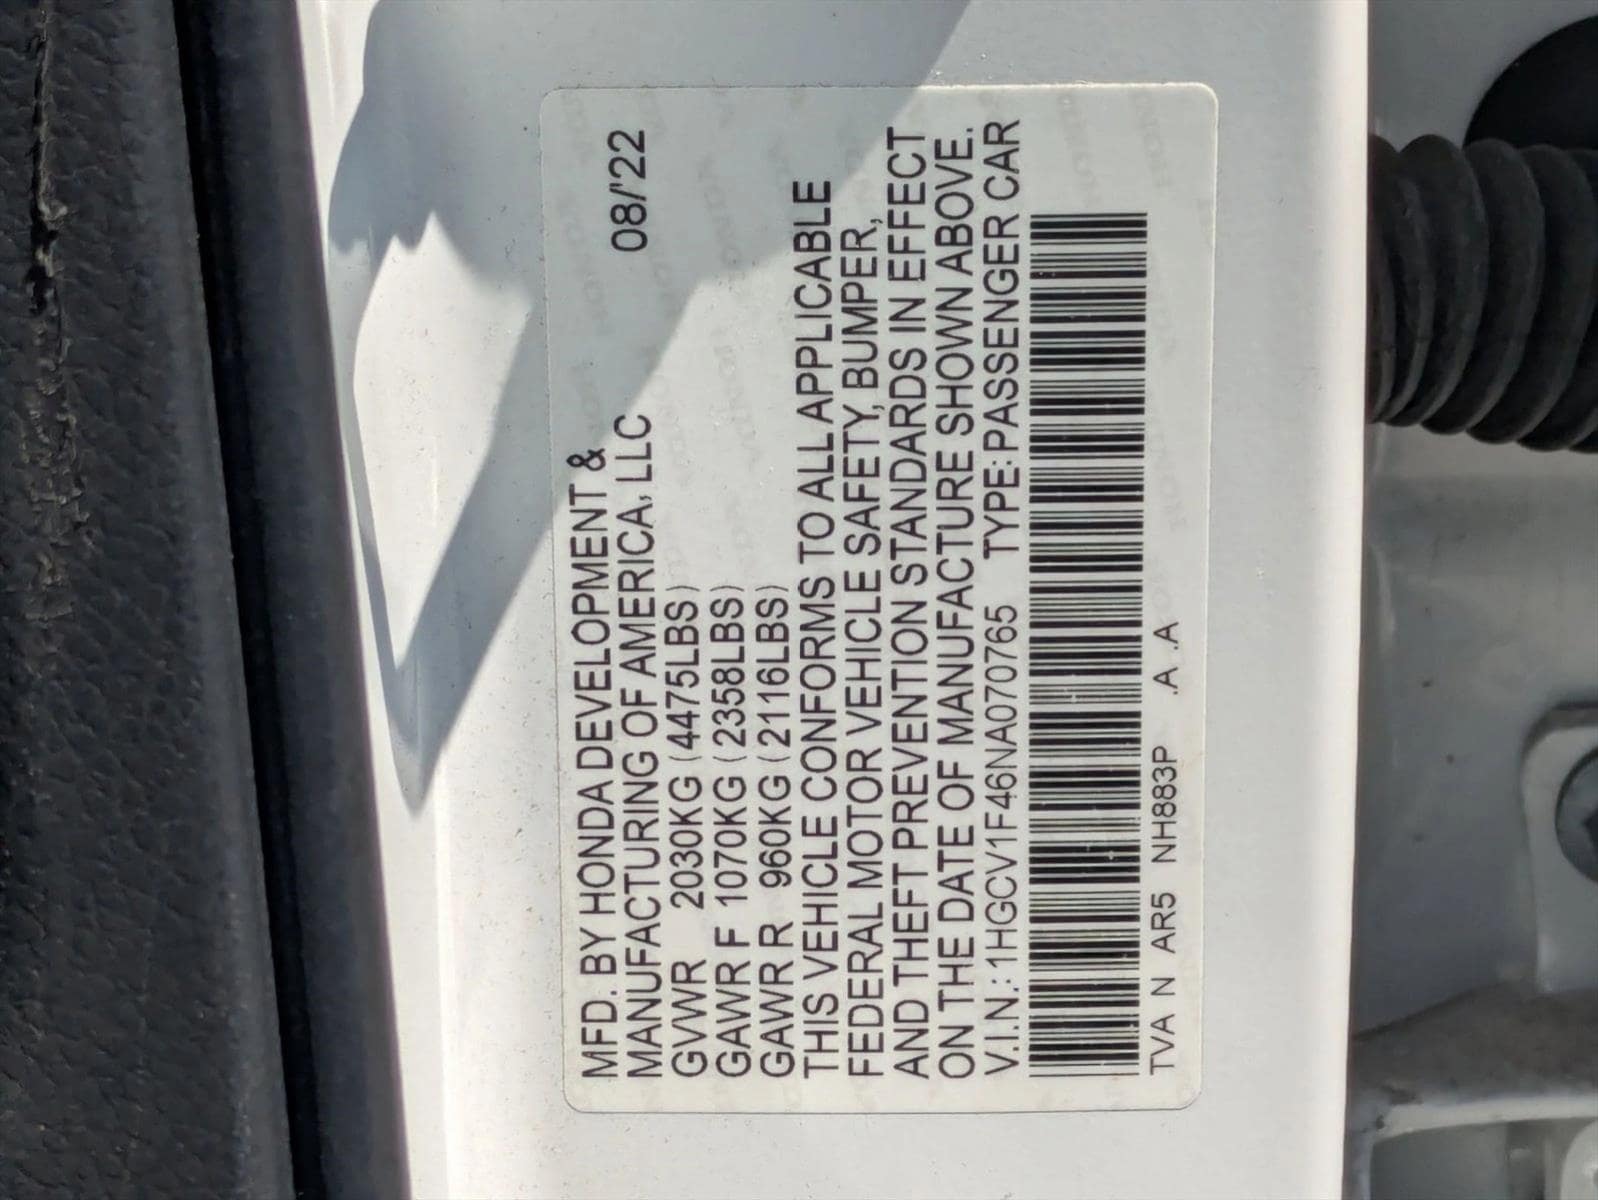 MFD. BY HONDA DEVELOPMENT &
MANUFACTURING OF AMERICA, LLC 08/'22
GVWR 2030KG (4475LBS)
GAWR F 1070KG (2358LBS)
GAWR R 960KG (2116LBS)
THIS VEHICLE CONFORMS TO ALL APPLICABLE
FEDERAL MOTOR VEHICLE SAFETY, BUMPER,
AND THEFT PREVENTION STANDARDS IN EFFECT
ON THE DATE OF MANUFACTURE SHOWN ABOVE.
V.I.N.: 1HGCV1F46NA070765 TYPE: PASSENGER CAR
TVA N AR5 NH883P .A .A